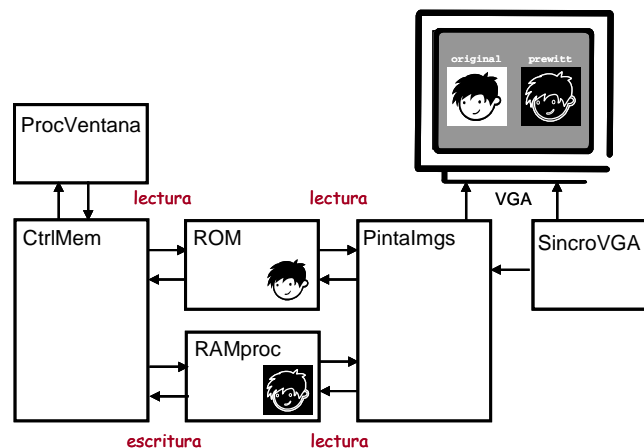 original prewitt
ProcVentana
lectura lectura
VGA
CtrlMem ROM PintaImgs SincroVGA
RAMproc
escritura lectura